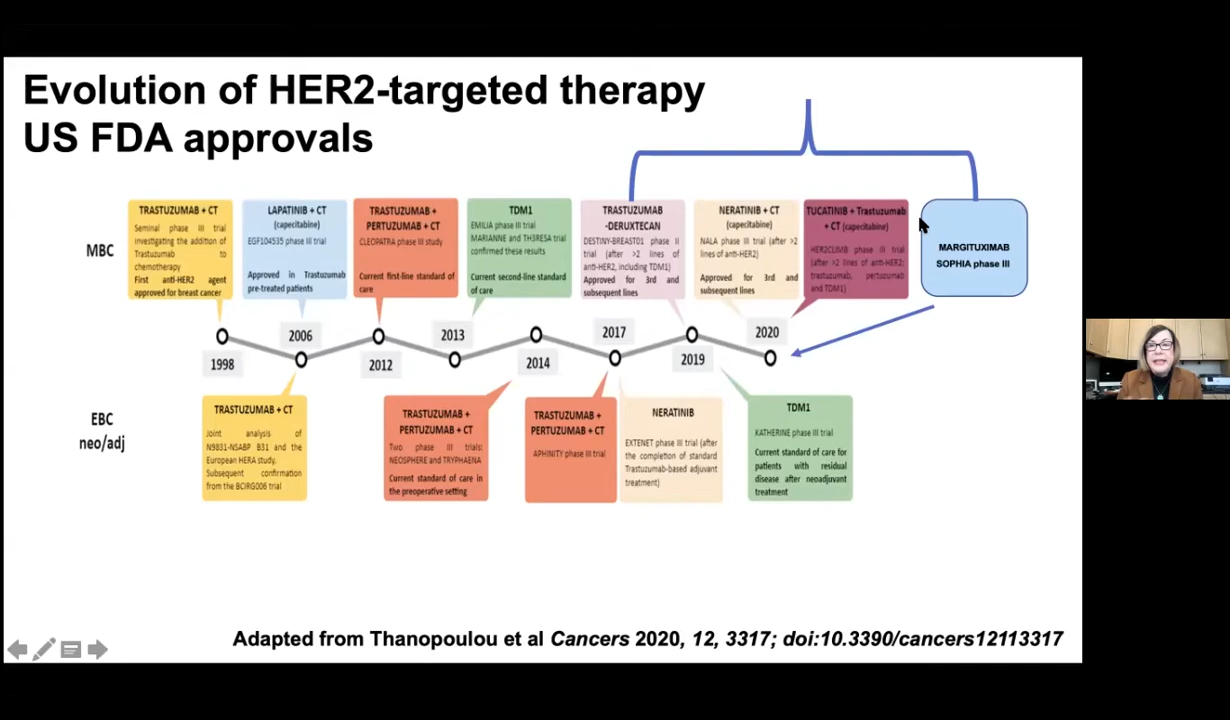 Evolution of HER2-targeted therapy
US FDA approvals
MBC
TRASTUZUMAB + CT
Seminal phase III trial
investigating the addition of
Trastuzumab to
chemotherapy
First anti-HER2 agent
approved for breast cancer
LAPATINIB + CT
(capecitabine)
EGF104535 phase III trial
Approved in Trastuzumab
pre-treated patients
TRASTUZUMAB +
PERTUZUMAB + CT
CLEOPATRA phase III study
Current first-line standard of
care
TDM1
EMILIA phase III trial
MARIANNE and TH3RESA trial
confirmed these results
Current second-line standard
of care
TRASTUZUMAB
-DERUXTECAN
DESTINY-BREAST01 phase II
trial (after >2 lines of
anti-HER2, including TDM1)
Approved for 3rd and
subsequent lines
NERATINIB + CT
(capecitabine)
NALA phase III trial (after >2
lines of anti-HER2)
Approved for 3rd and
subsequent lines
TUCATINIB + Trastuzumab
+ CT (capecitabine)
HER2CLIMB phase III trial
(after >2 lines of anti-HER2:
trastuzumab, pertuzumab
and TDM1)
MARGITUXIMAB
SOPHIA phase III
1998
2006
2012
2013
2014
2017
2019
2020
EBC
neo/adj
TRASTUZUMAB + CT
Joint analysis of
N9831-NSABP B31 and the
European HERA study.
Subsequent confirmation
from the BCIRG006 trial
TRASTUZUMAB +
PERTUZUMAB + CT
Two phase III trials:
NEOSPHERE and TRYPHAENA
Current standard of care in
the preoperative setting
TRASTUZUMAB +
PERTUZUMAB + CT
APHINITY phase III trial
NERATINIB
EXTENET phase III trial (after
the completion of standard
Trastuzumab-based adjuvant
treatment)
TDM1
KATHERINE phase III trial
Current standard of care for
patients with residual
disease after neoadjuvant
treatment
Adapted from Thanopoulou et al Cancers 2020, 12, 3317; doi:10.3390/cancers12113317